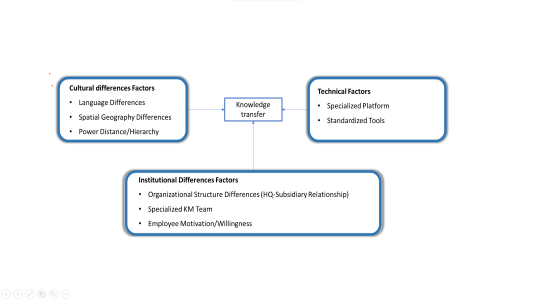 Cultural differences Factors
• Language Differences
• Spatial Geography Differences
• Power Distance/Hierarchy
Knowledge
transfer
Technical Factors
• Specialized Platform
• Standardized Tools
Institutional Differences Factors
• Organizational Structure Differences (HQ-Subsidiary Relationship)
• Specialized KM Team
• Employee Motivation/Willingness